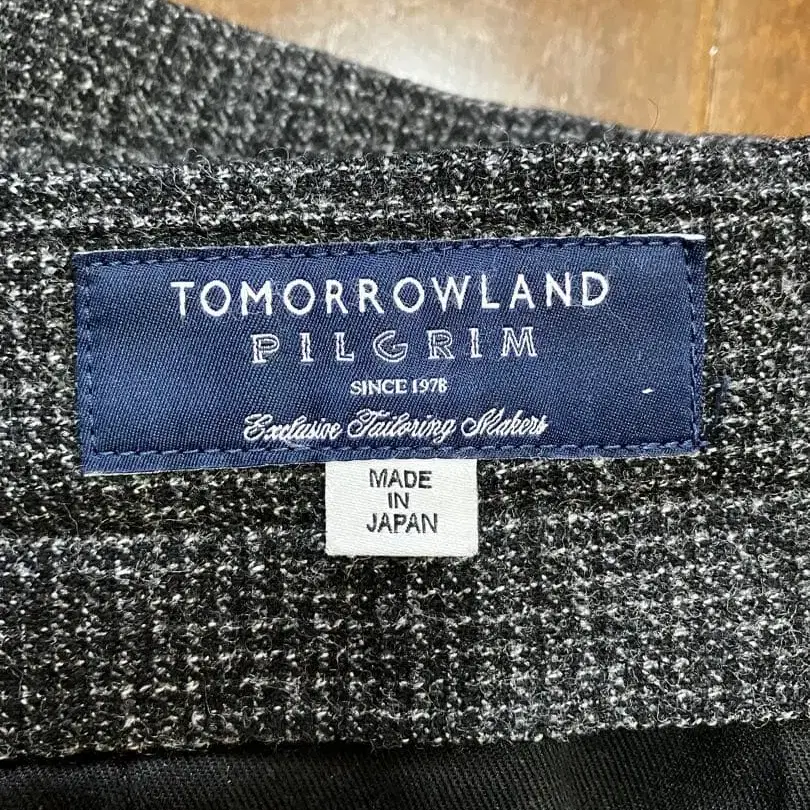 TOMORROWLAND
PILGRIM
SINCE 1978
Exclusive Tailoring Makers
MADE
IN
JAPAN